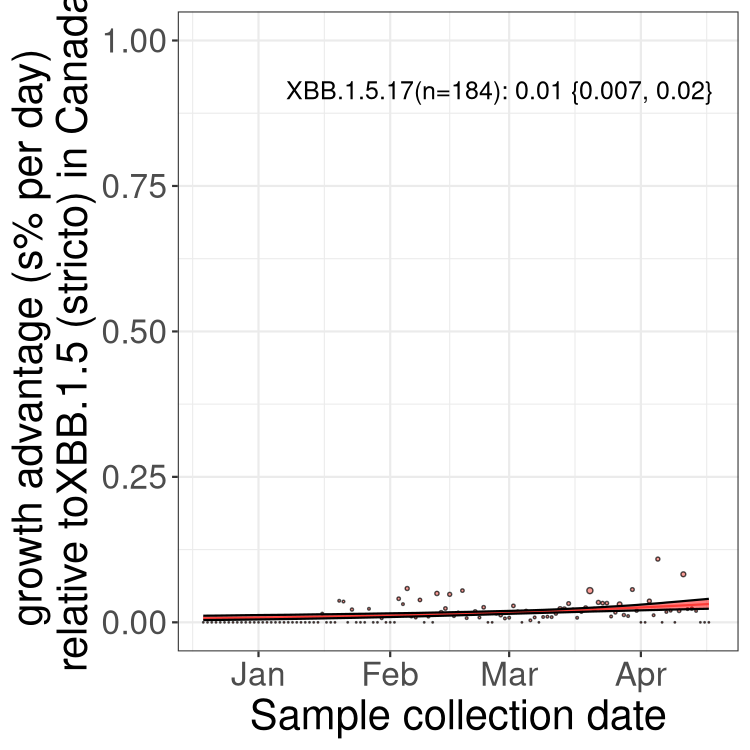 growth advantage (s% per day)
relative toXBB.1.5 (stricto) in Canada
1.00
0.75
0.50
0.25
0.00
XBB.1.5.17(n=184): 0.01 {0.007, 0.02}
Jan Feb Mar Apr
Sample collection date